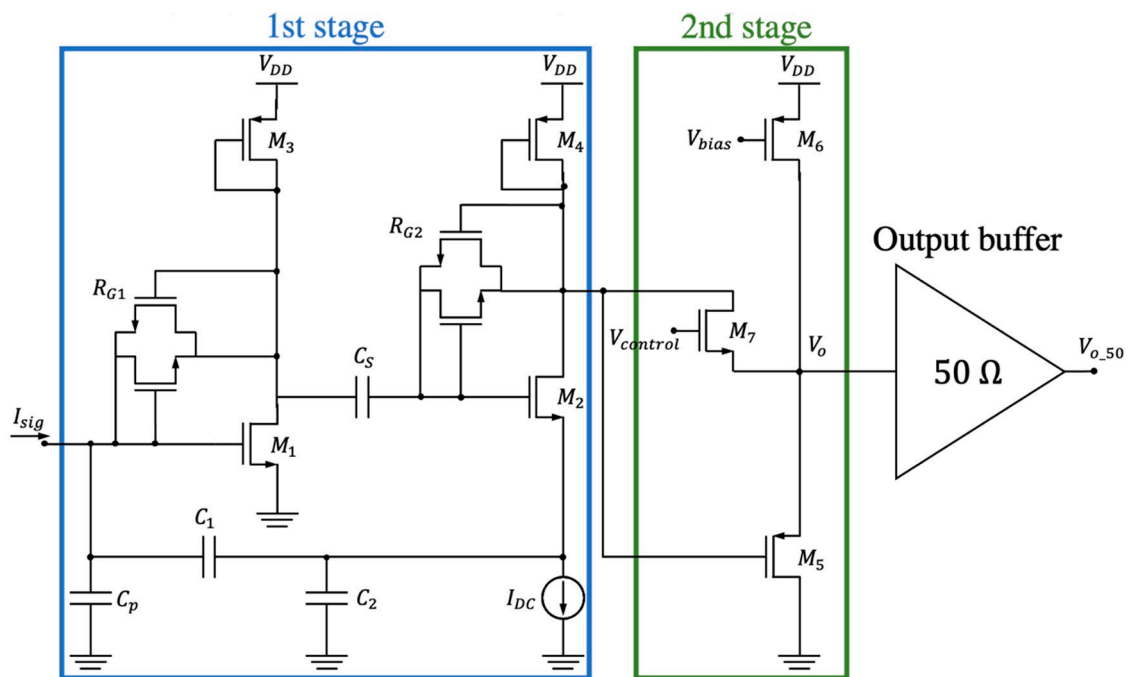 1st stage
2nd stage
V_DD
V_DD
V_DD
M_3
M_4
V_bias
M_6
R_G2
Output buffer
R_G1
V_control
M_7
V_o
V_o_50
C_S
50 Ω
M_2
I_sig
M_1
C_1
M_5
C_p
C_2
I_DC